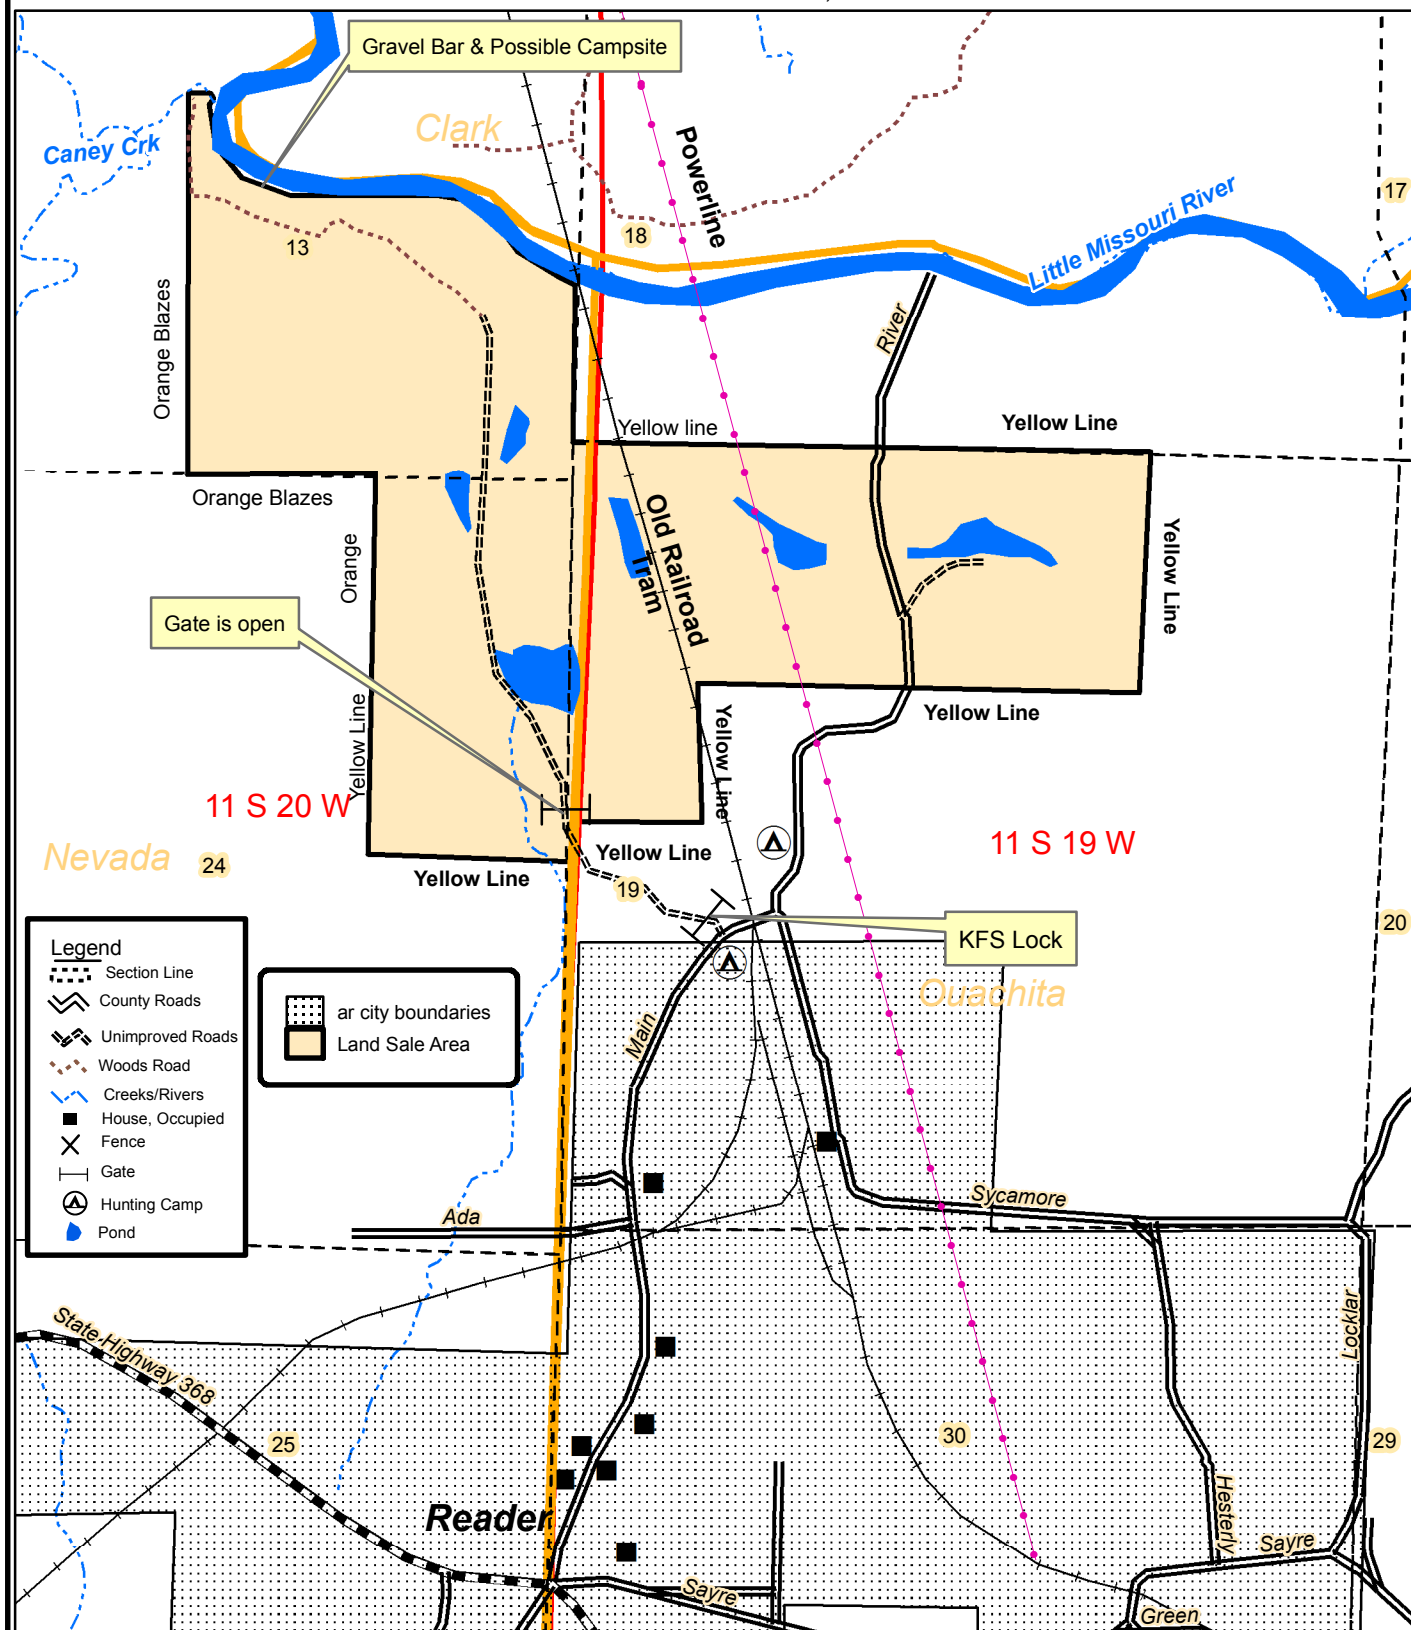 Gravel Bar & Possible Campsite
Clark
Caney Crk
Powerline
17
Little Missouri River
18
13
Orange Blazes
River
Yellow line
Yellow Line
Orange Blazes
Old Railroad
Tram
Orange
Yellow Line
Gate is open
Yellow Line
Yellow Line
Yellow Line
11 S 20 W
11 S 19 W
Nevada
24
Yellow Line
Yellow Line
19
20
KFS Lock
Ouachita
Legend
Section Line
County Roads
Unimproved Roads
Woods Road
Creeks/Rivers
House, Occupied
Fence
Gate
Hunting Camp
Pond
ar city boundaries
Land Sale Area
Main
Ada
Sycamore
Locklar
State Highway 368
25
30
29
Reader
Hesterly
Sayre
Sayre
Green